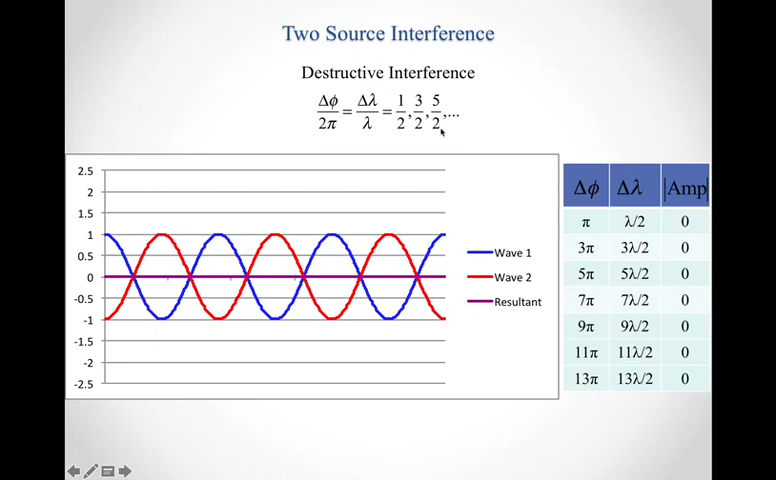 Two Source Interference
Destructive Interference
Δϕ/2π = Δλ/λ = 1/2, 3/2, 5/2, ...
2.5
2
1.5
1
0.5
0
-0.5
-1
-1.5
-2
-2.5
Wave 1
Wave 2
Resultant
Δϕ Δλ |Amp|
π λ/2 0
3π 3λ/2 0
5π 5λ/2 0
7π 7λ/2 0
9π 9λ/2 0
11π 11λ/2 0
13π 13λ/2 0